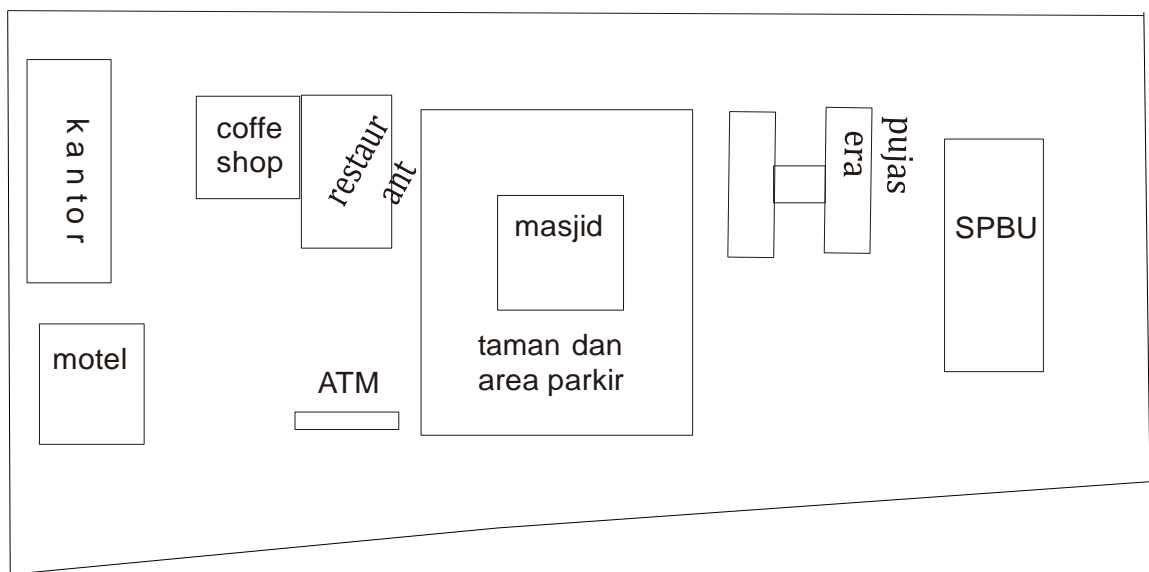 kantor
coffe
shop
restaur
ant
masjid
pujas
era
SPBU
motel
ATM
taman dan
area parkir